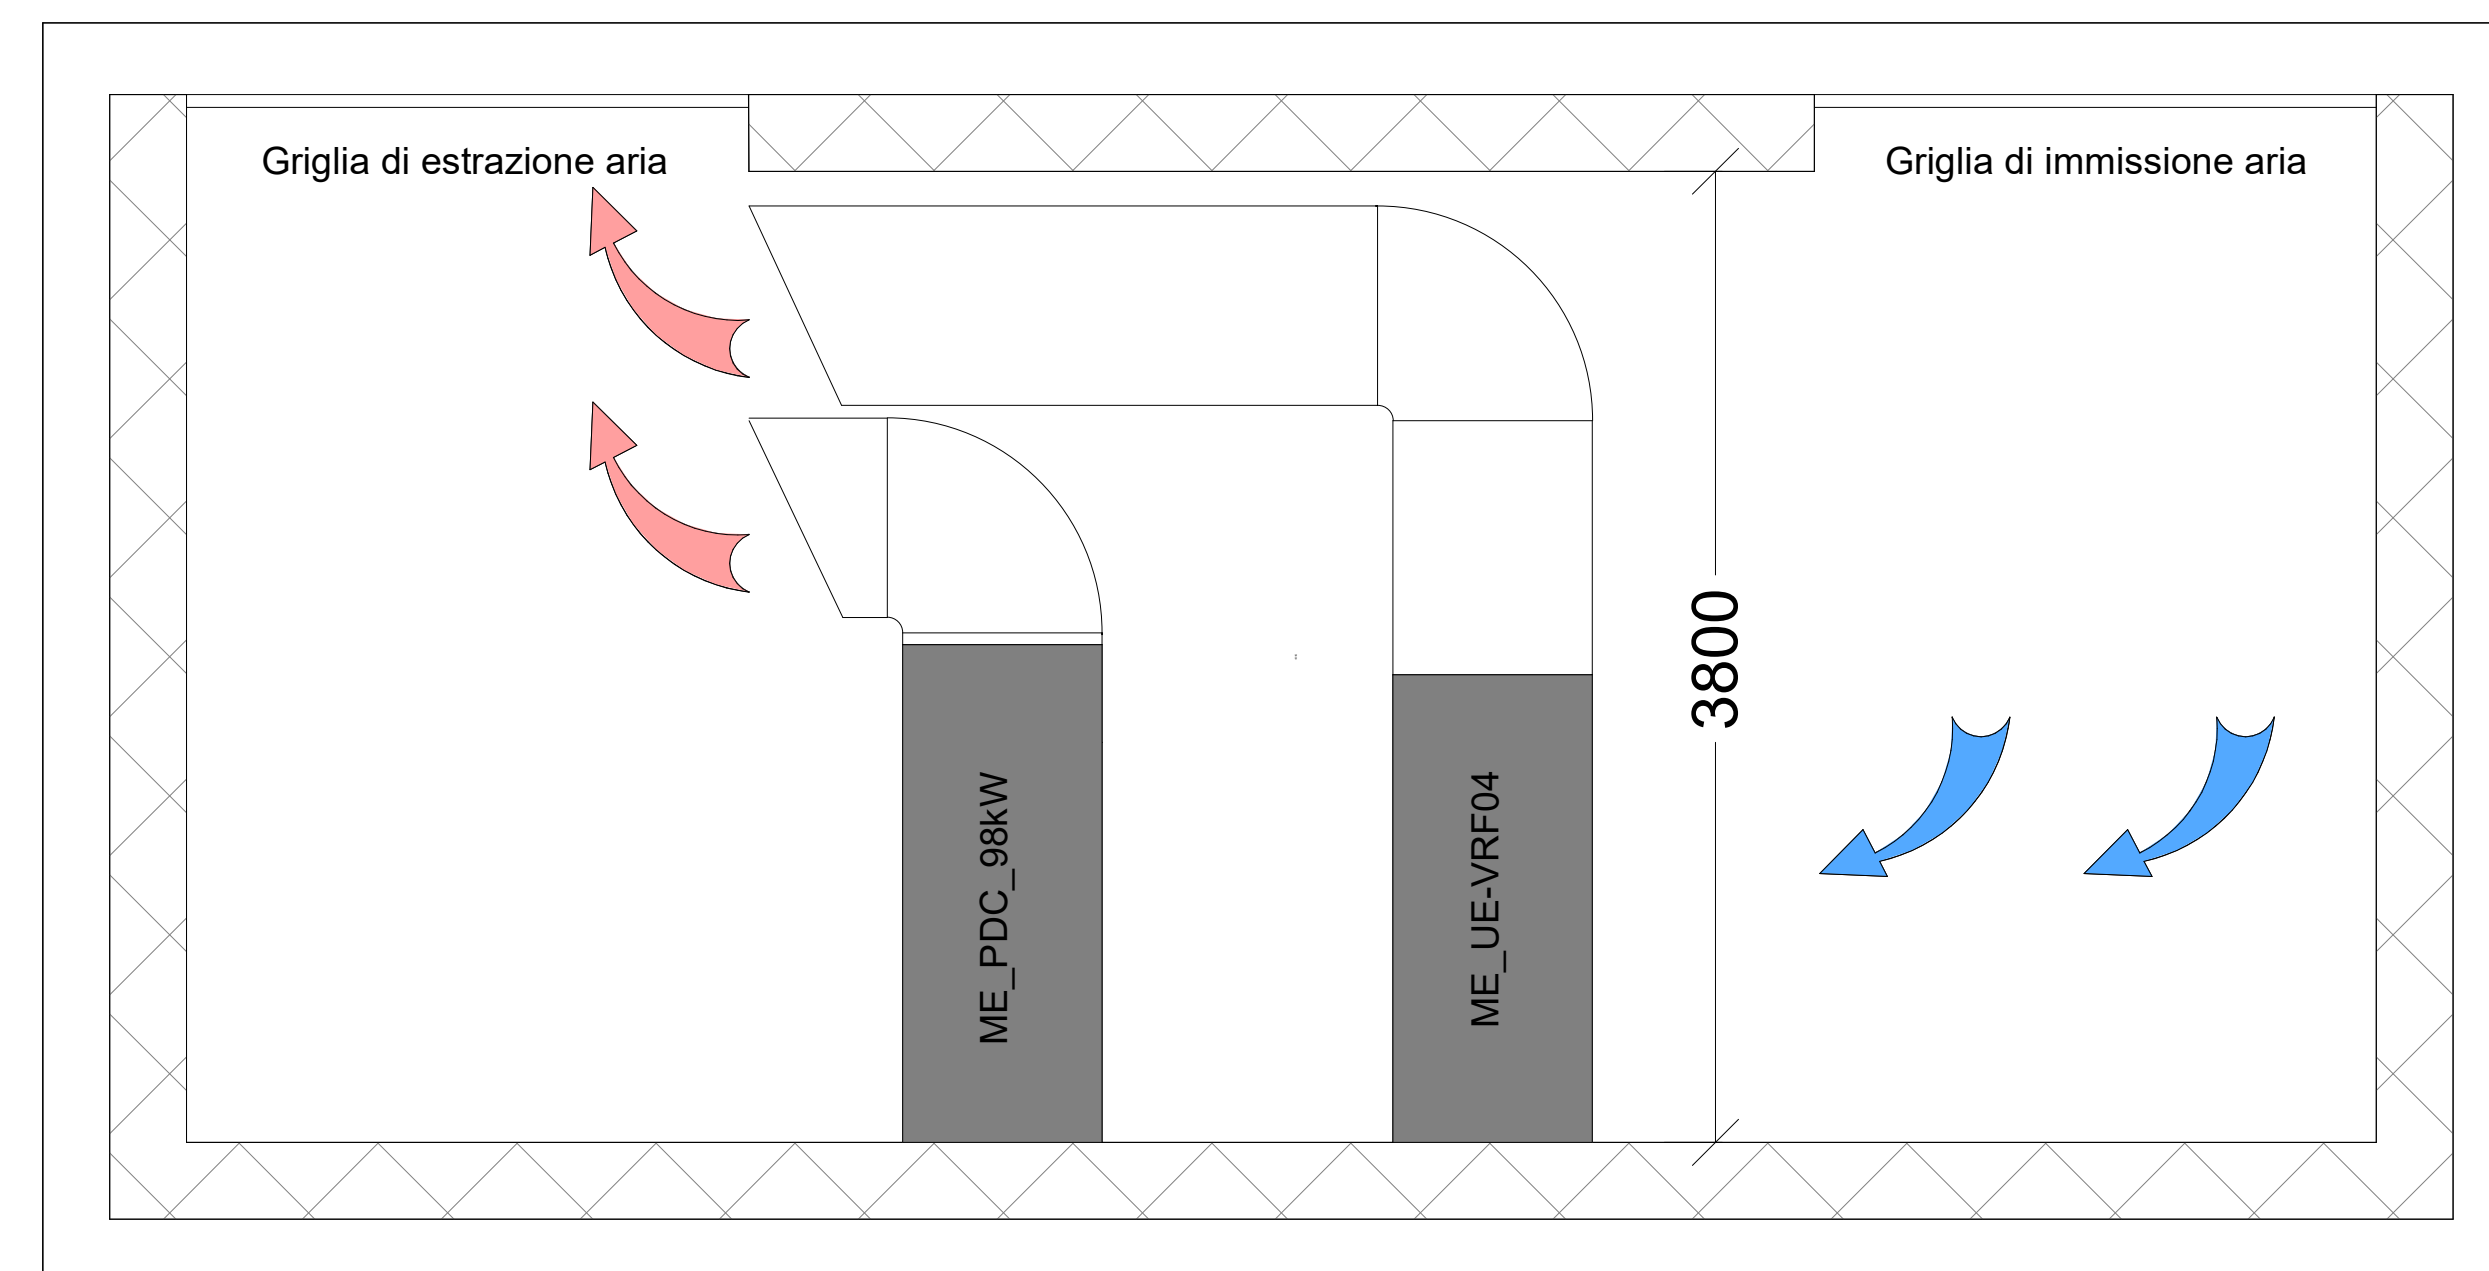 Griglia di estrazione aria
Griglia di immissione aria
3800
ME_PDC_98kW
ME_UE-VRF04